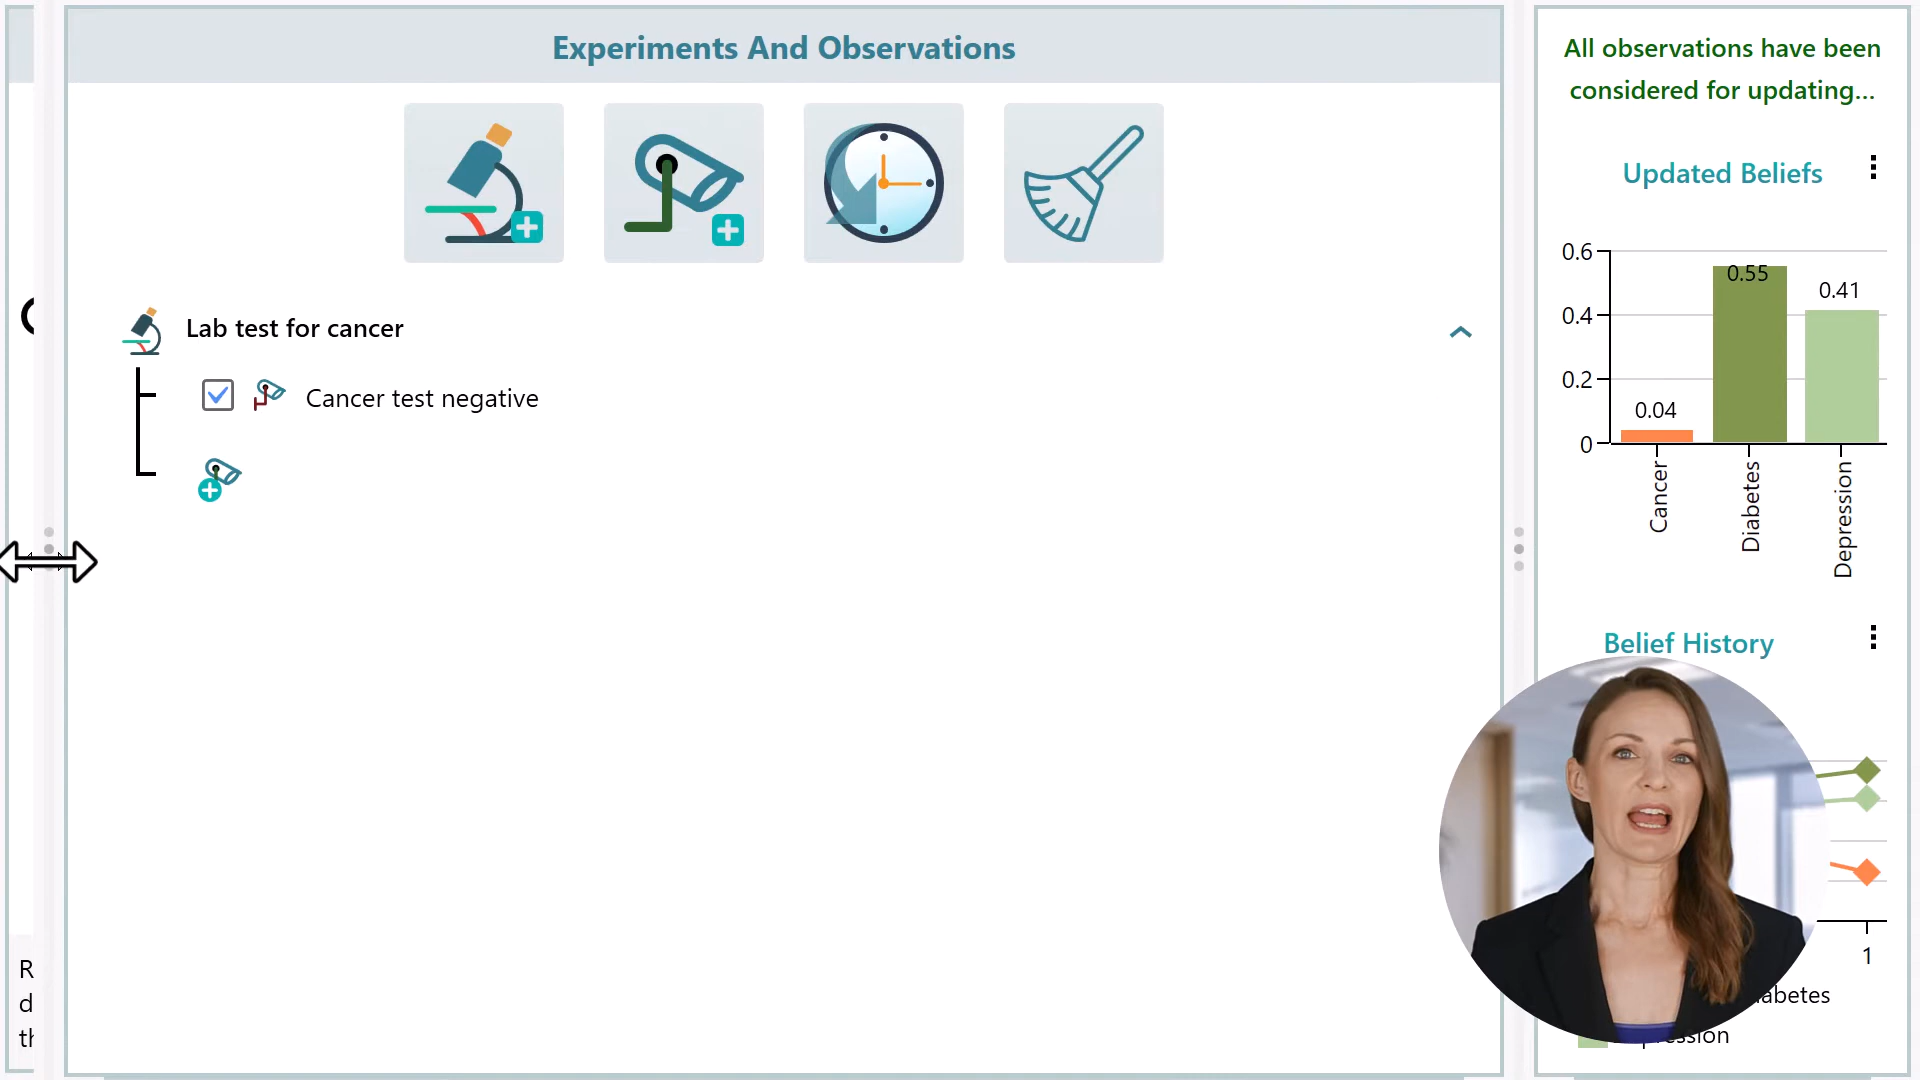 Experiments And Observations
Lab test for cancer
Cancer test negative
All observations have been
considered for updating...
Updated Beliefs
0.6
0.4
0.2
0
0.04
0.55
0.41
Cancer
Diabetes
Depression
Belief History
1